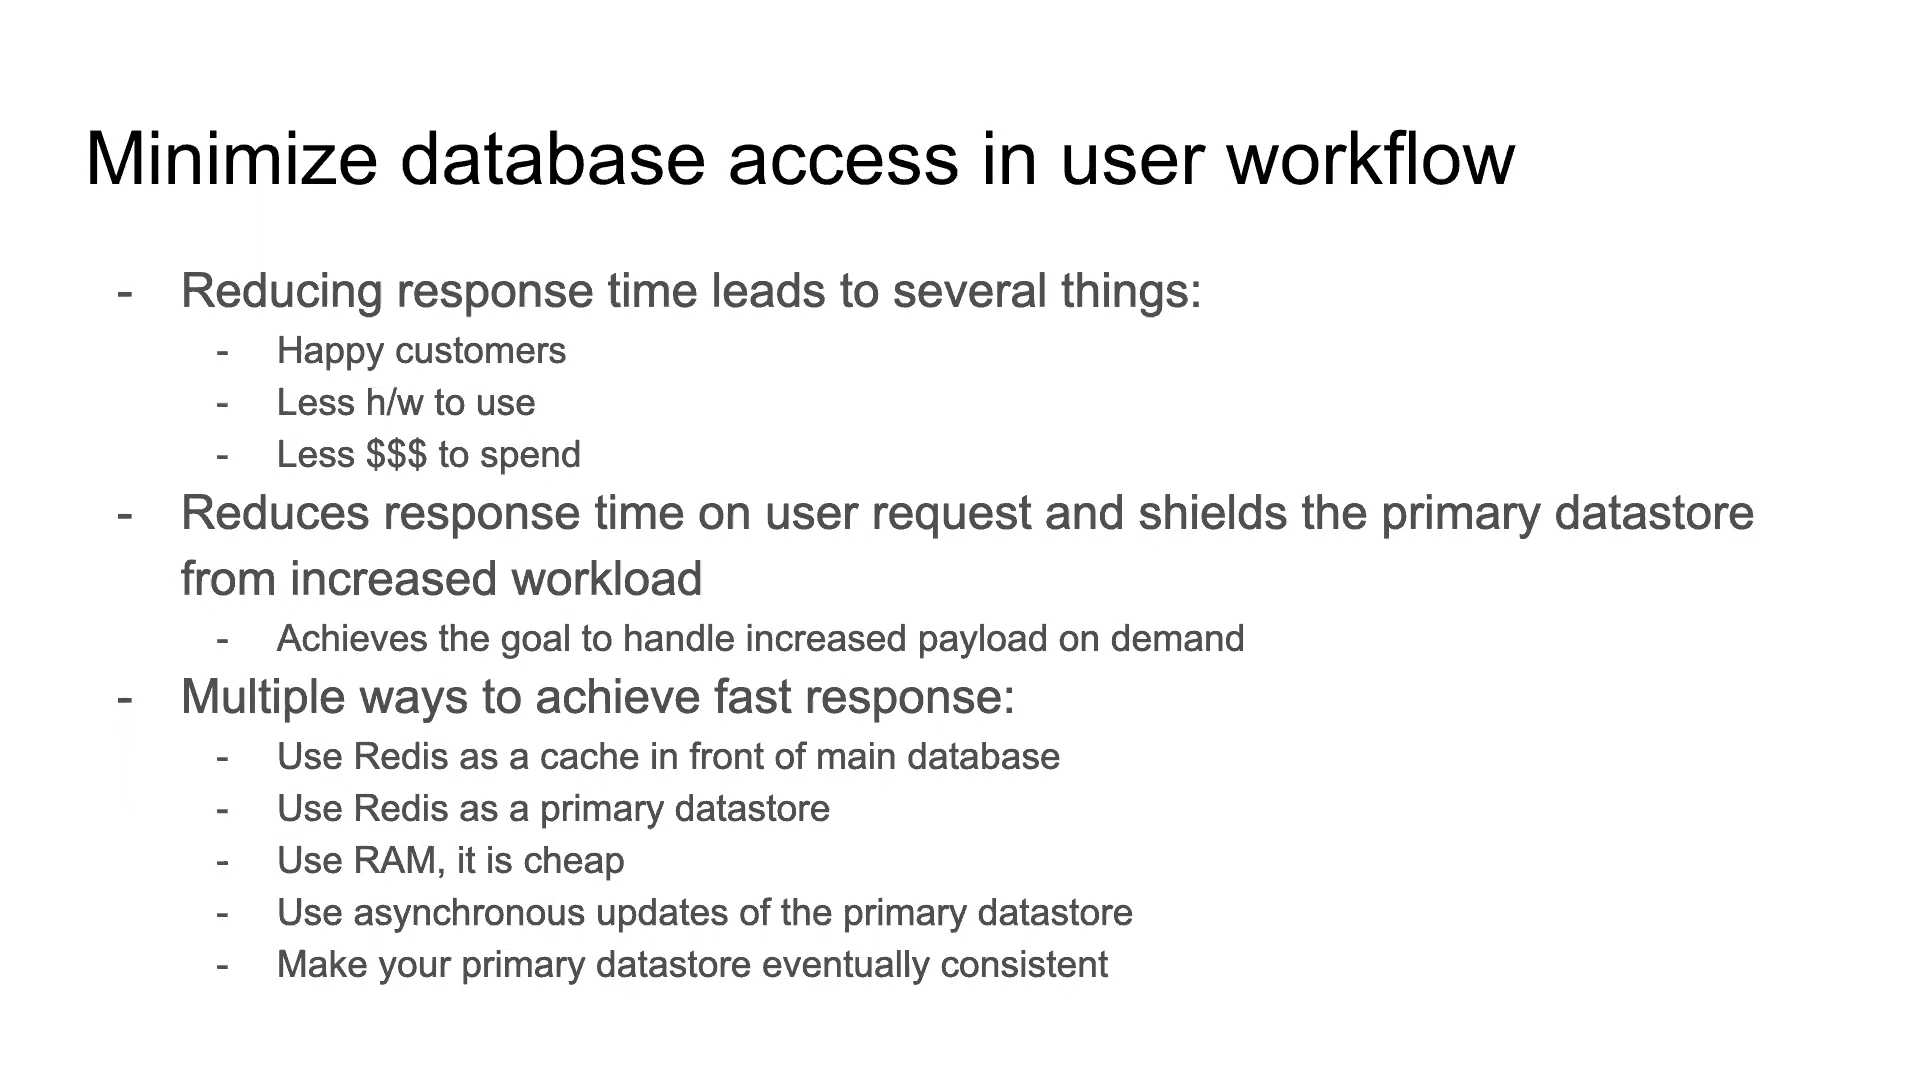 Minimize database access in user workflow
- Reducing response time leads to several things:
- Happy customers
- Less h/w to use
- Less $$$ to spend
- Reduces response time on user request and shields the primary datastore
from increased workload
- Achieves the goal to handle increased payload on demand
- Multiple ways to achieve fast response:
- Use Redis as a cache in front of main database
- Use Redis as a primary datastore
- Use RAM, it is cheap
- Use asynchronous updates of the primary datastore
- Make your primary datastore eventually consistent